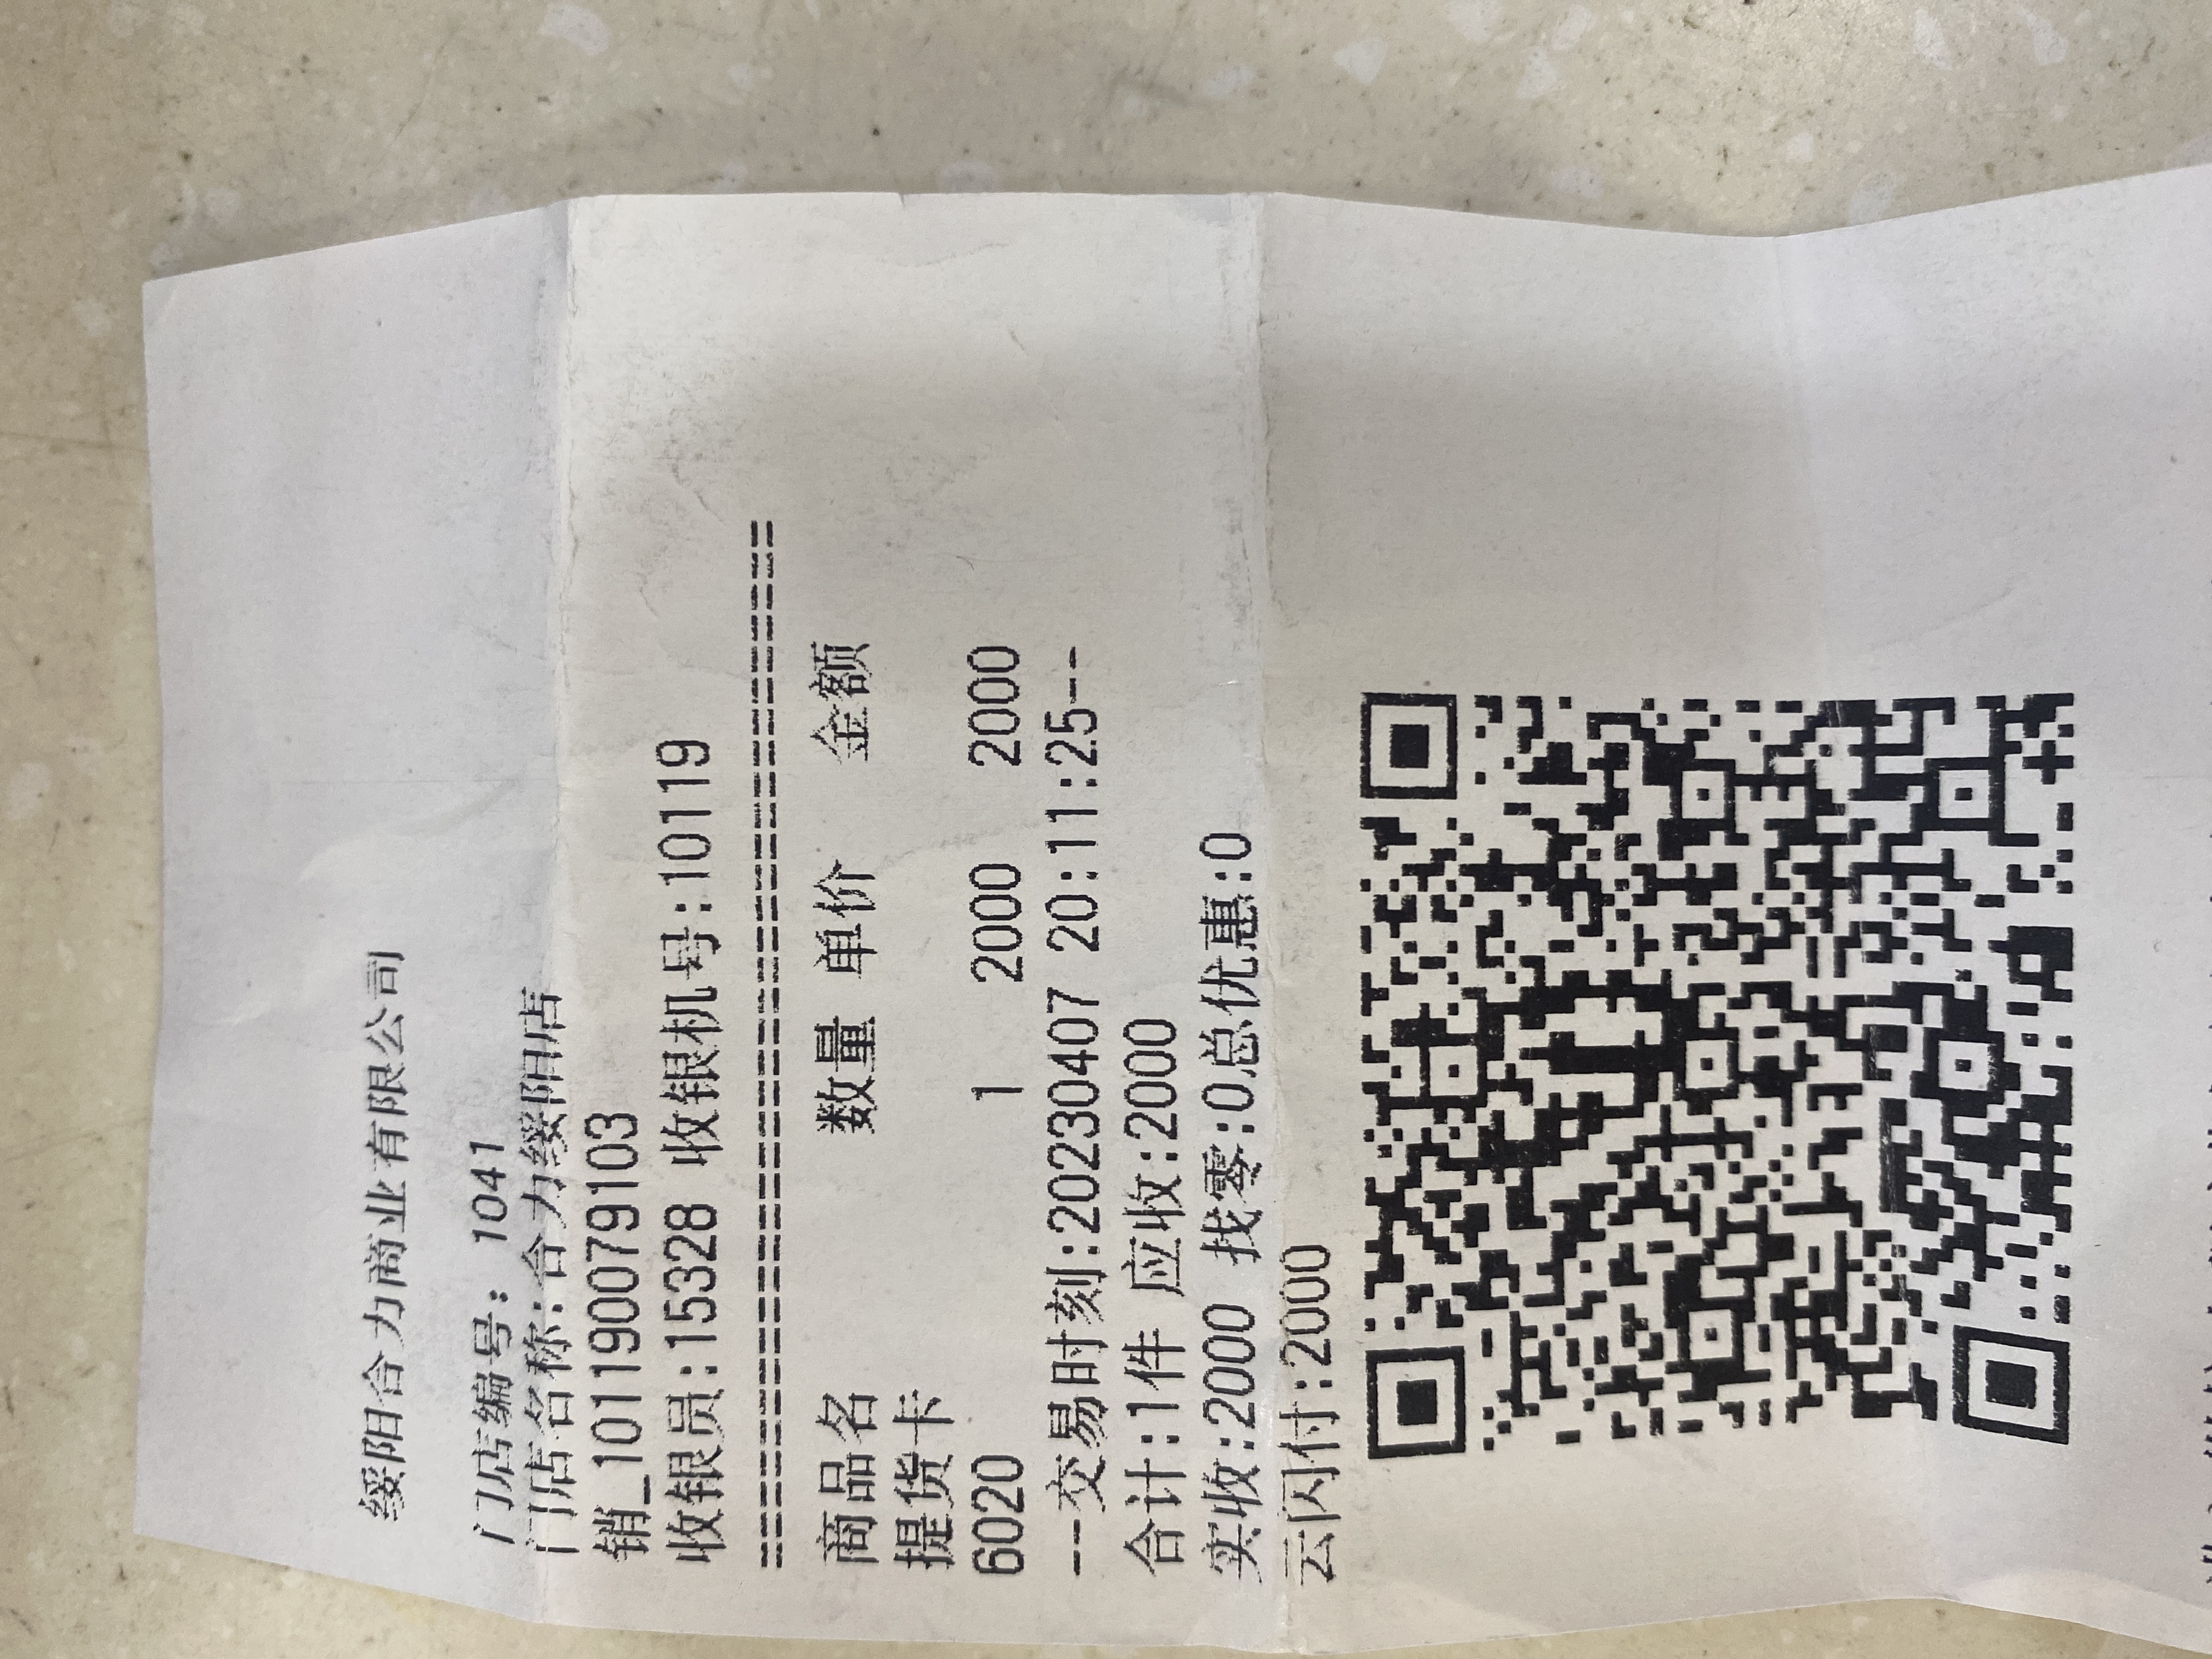 绥阳合力商业有限公司
门店编号: 1041
门店名称:合力绥阳店
销_101190079103
收银员:15328 收银机号:10119
================================================
商品名 数量 单价 金额
提货卡
6020 1 2000 2000
--交易时刻:20230407 20:11:25--
合计:1件 应收:2000
实收:2000 找零:0总优惠:0
云闪付:2000